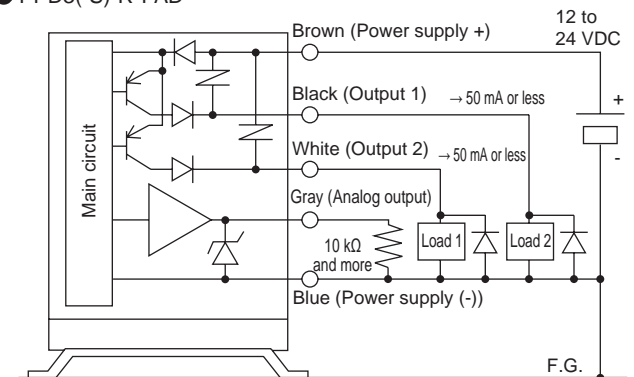 Brown (Power supply +)
12 to
24 VDC
+
Black (Output 1)
→ 50 mA or less
White (Output 2)
→ 50 mA or less
-
Main circuit
Gray (Analog output)
10 kΩ
and more
Load 1
Load 2
Blue (Power supply (-))
F.G.